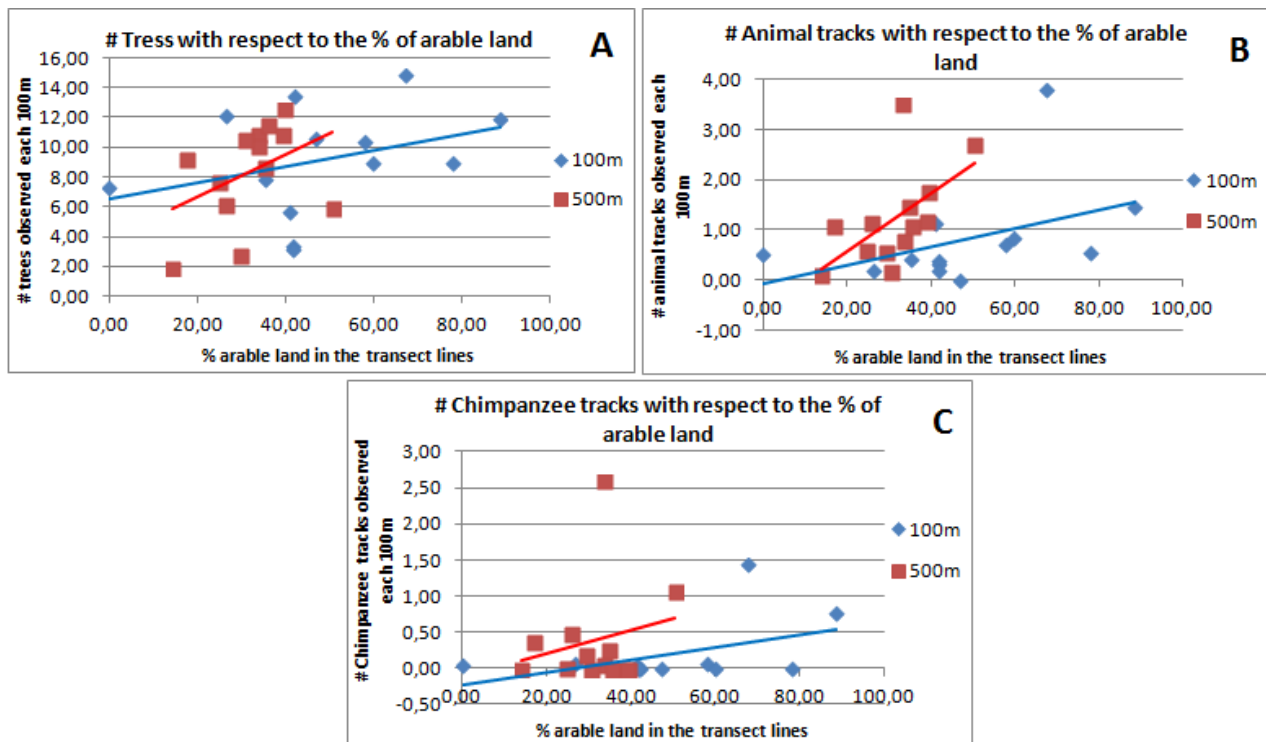 # Tress with respect to the % of arable land
A
# trees observed each 100m
16,00
14,00
12,00
10,00
8,00
6,00
4,00
2,00
0,00
0,00 20,00 40,00 60,00 80,00 100,00
% arable land in the transect lines
100m
500m
# Animal tracks with respect to the % of arable
land
B
# animal tracks observed each
100m
4,00
3,00
2,00
1,00
0,00
-1,00
0,00 20,00 40,00 60,00 80,00 100,00
% arable land in the transect lines
100m
500m
# Chimpanzee tracks with respect to the % of
arable land
C
# Chimpanzee tracks observed
each 100m
3,00
2,50
2,00
1,50
1,00
0,50
0,00
-0,50
0,00 20,00 40,00 60,00 80,00 100,00
% arable land in the transect lines
100m
500m